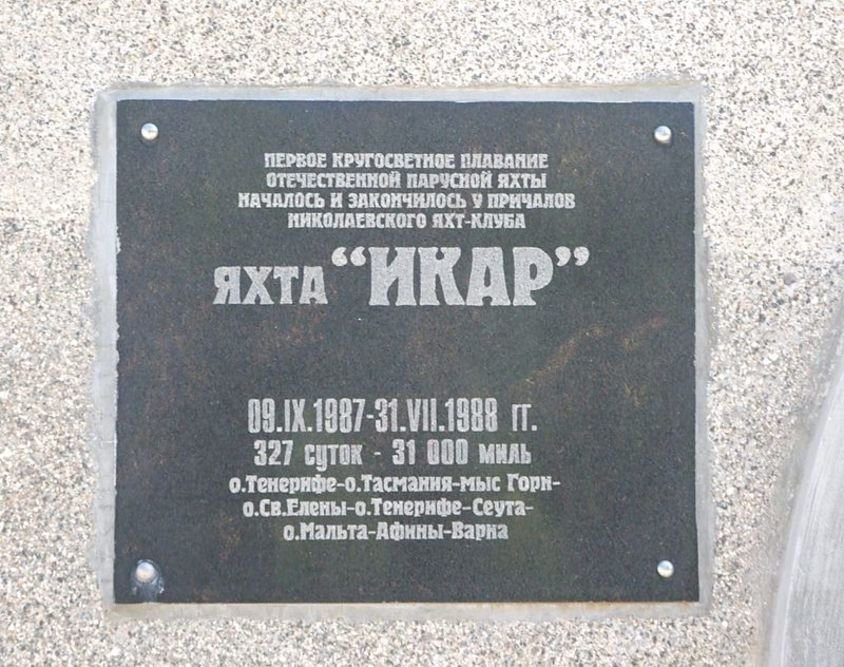 ПЕРВОЕ КРУГОСВЕТНОЕ ПЛАВАНИЕ
ОТЕЧЕСТВЕННОЙ ПАРУСНОЙ ЯХТЫ
НАЧАЛОСЬ И ЗАКОНЧИЛОСЬ У ПРИЧАЛОВ
НИКОЛАЕВСКОГО ЯХТ-КЛУБА
ЯХТА “ИКАР”
09.IX.1987-31.VII.1988 гг.
327 суток - 31 000 миль
о.Тенерифе-о.Тасмания-мыс Горн-
о.Св.Елены-о.Тенерифе-Сеута-
о.Мальта-Афины-Варна